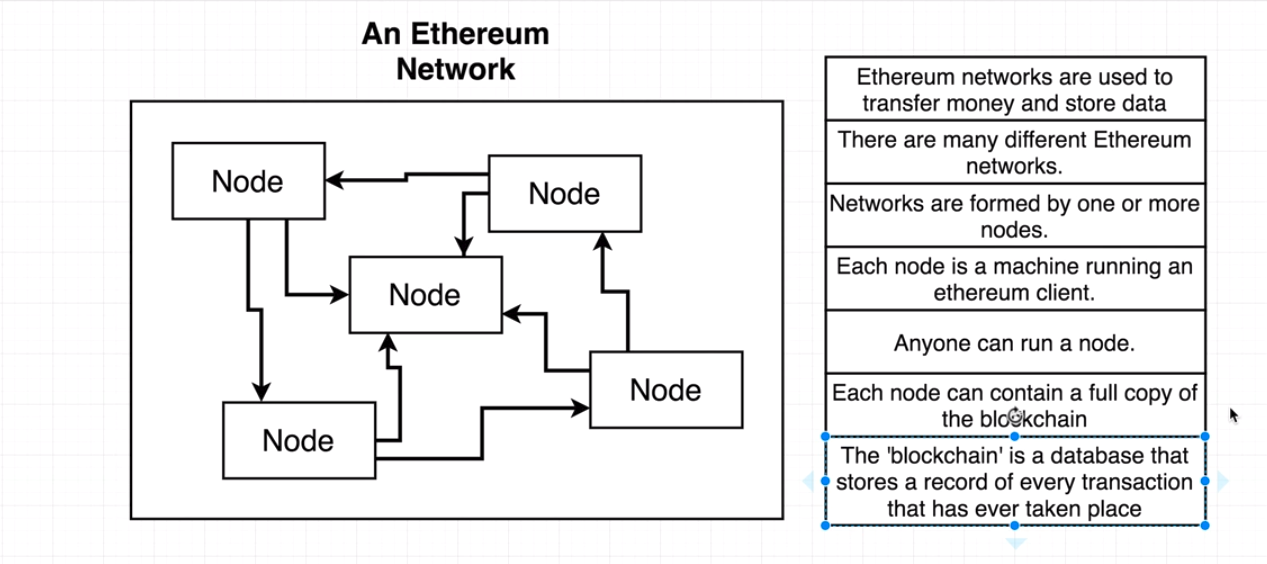 An Ethereum
Network
Node
Node
Node
Node
Node
Ethereum networks are used to
transfer money and store data
There are many different Ethereum
networks.
Networks are formed by one or more
nodes.
Each node is a machine running an
ethereum client.
Anyone can run a node.
Each node can contain a full copy of
the blockchain
The 'blockchain' is a database that
stores a record of every transaction
that has ever taken place